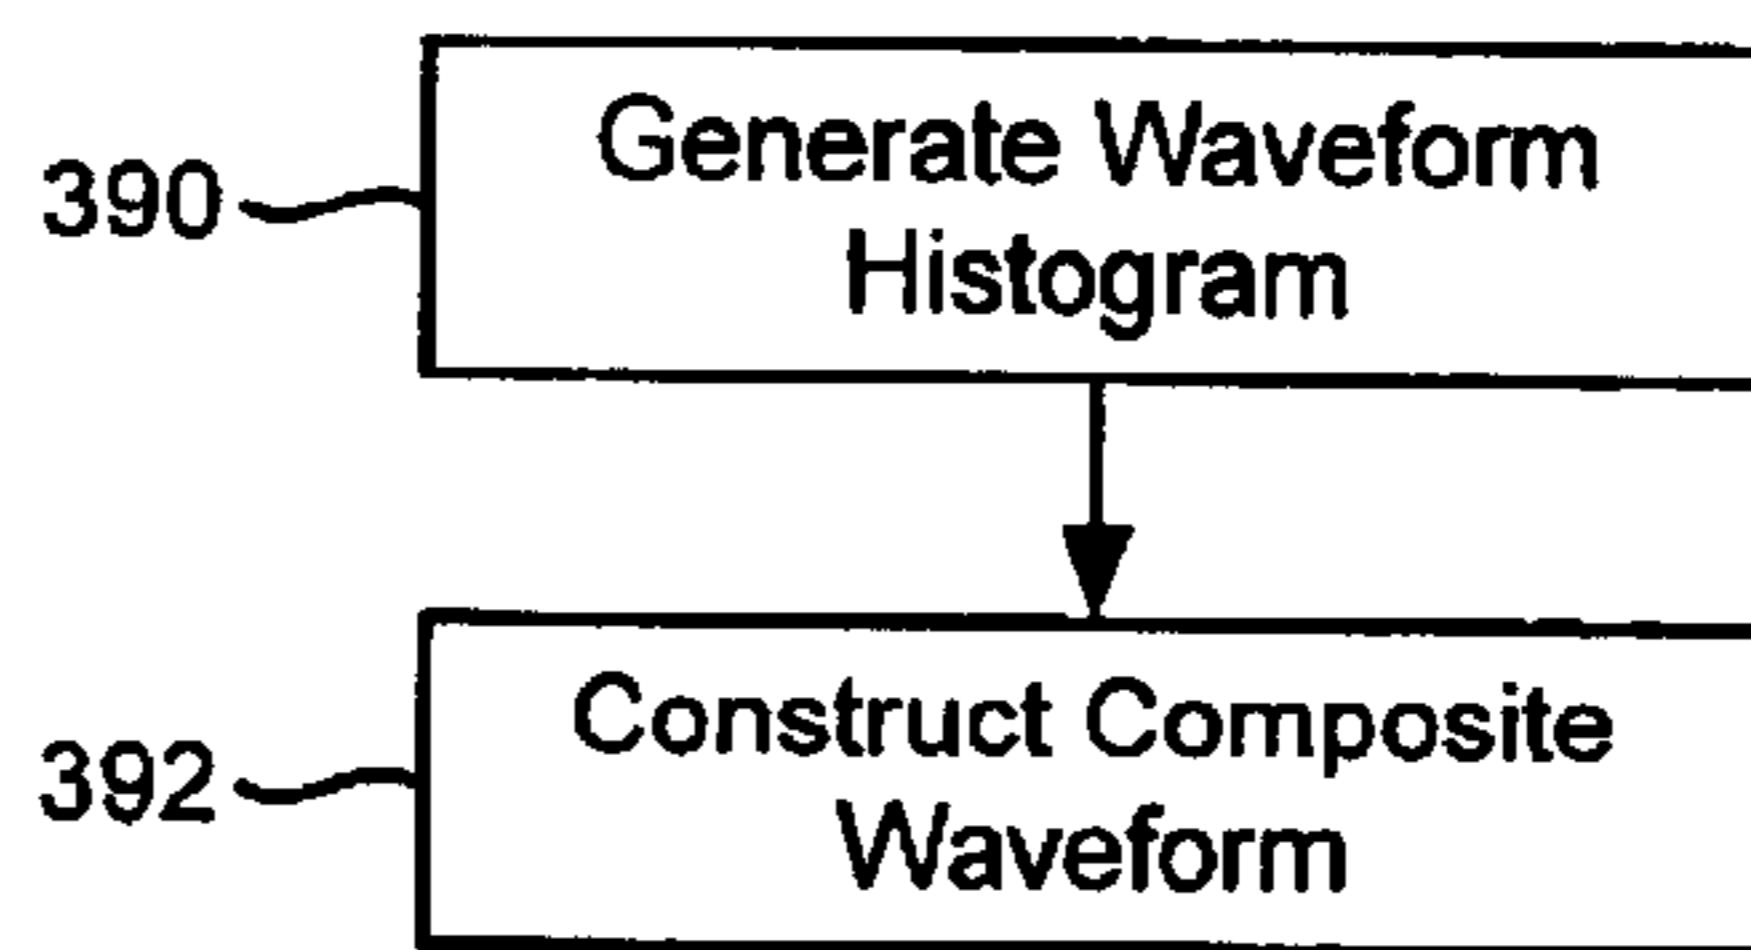 Generate Waveform
390
Histogram
Construct Composite
392
Waveform